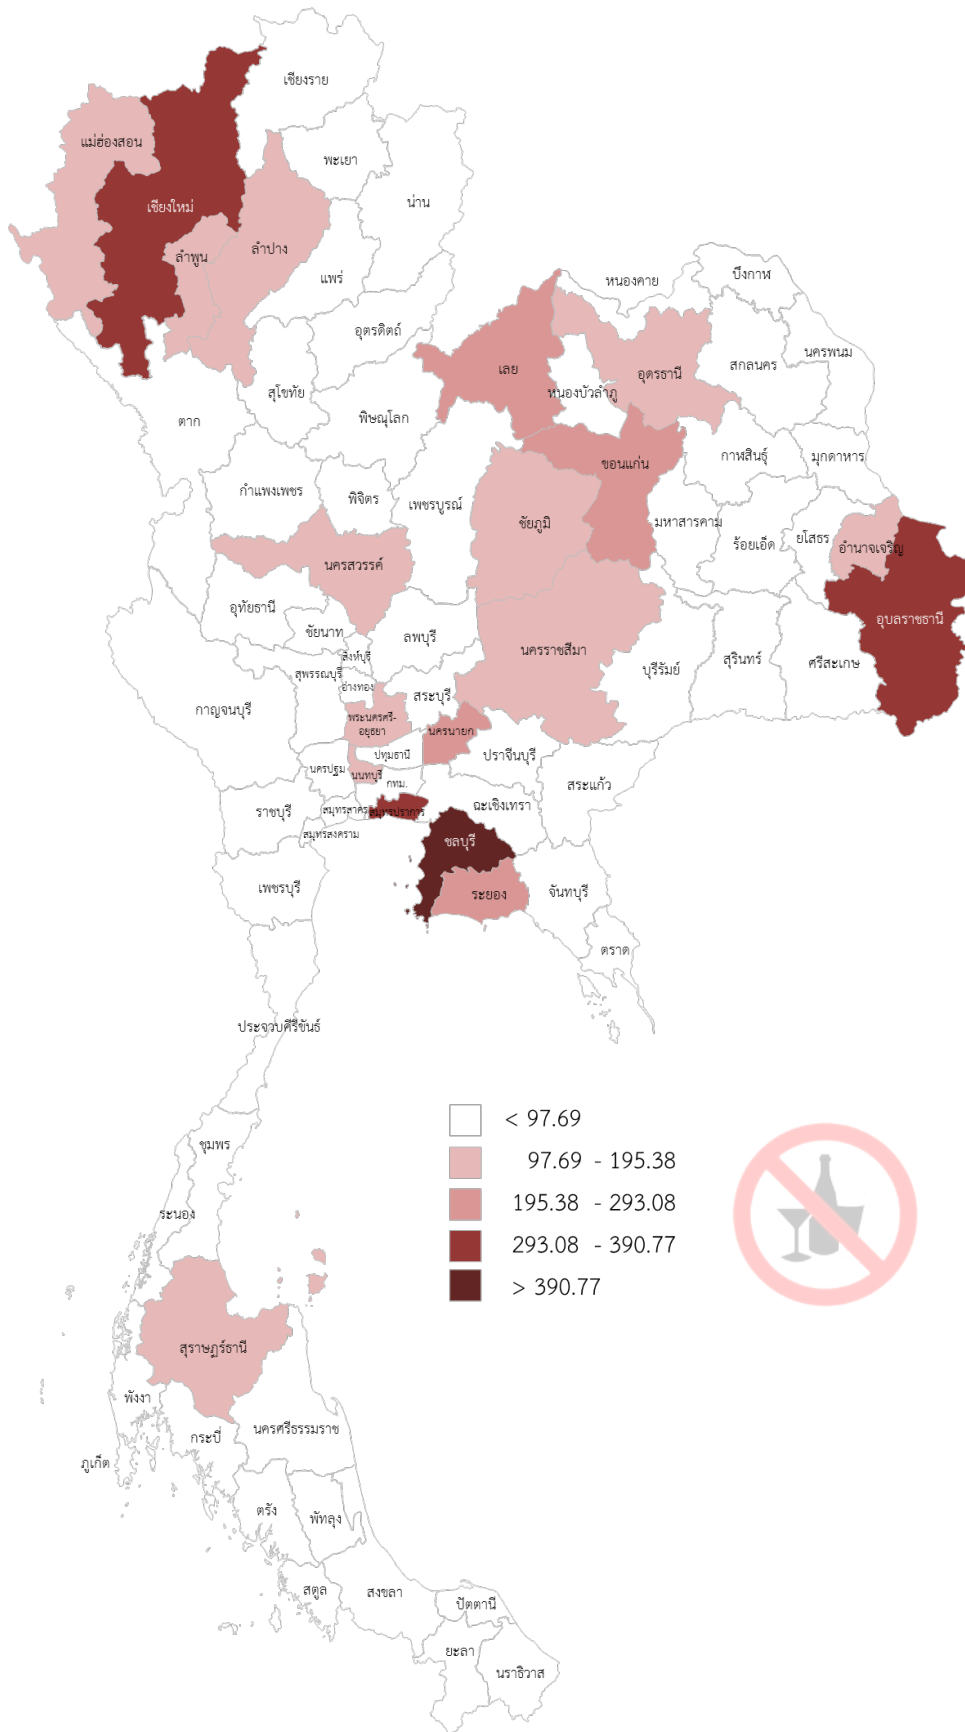 เชียงราย
แม่ฮ่องสอน
พะเยา
เชียงใหม่
น่าน
ลำพูน
ลำปาง
แพร่
หนองคาย
บึงกาฬ
อุตรดิตถ์
นครพนม
เลย
อุดรธานี
สกลนคร
สุโขทัย
หนองบัวลำภู
ตาก
พิษณุโลก
ขอนแก่น
กาฬสินธุ์
มุกดาหาร
กำแพงเพชร
พิจิตร
เพชรบูรณ์
ชัยภูมิ
มหาสารคาม
ร้อยเอ็ด
ยโสธร
อำนาจเจริญ
นครสวรรค์
อุทัยธานี
ชัยนาท
ลพบุรี
นครราชสีมา
อุบลราชธานี
สิงห์บุรี
บุรีรัมย์
สุรินทร์
ศรีสะเกษ
สุพรรณบุรี
อ่างทอง
สระบุรี
กาญจนบุรี
พระนครศรี-
อยุธยา
นครนายก
ปทุมธานี
ปราจีนบุรี
นครปฐม
นนทบุรี
กทม.
สระแก้ว
ราชบุรี
สมุทรสาคร
สมุทรปราการ
ฉะเชิงเทรา
สมุทรสงคราม
ชลบุรี
เพชรบุรี
ระยอง
จันทบุรี
ตราด
ประจวบคีรีขันธ์
< 97.69
97.69 - 195.38
195.38 - 293.08
293.08 - 390.77
> 390.77
ชุมพร
ระนอง
สุราษฎร์ธานี
พังงา
กระบี่
นครศรีธรรมราช
ภูเก็ต
ตรัง
พัทลุง
สตูล
สงขลา
ปัตตานี
ยะลา
นราธิวาส